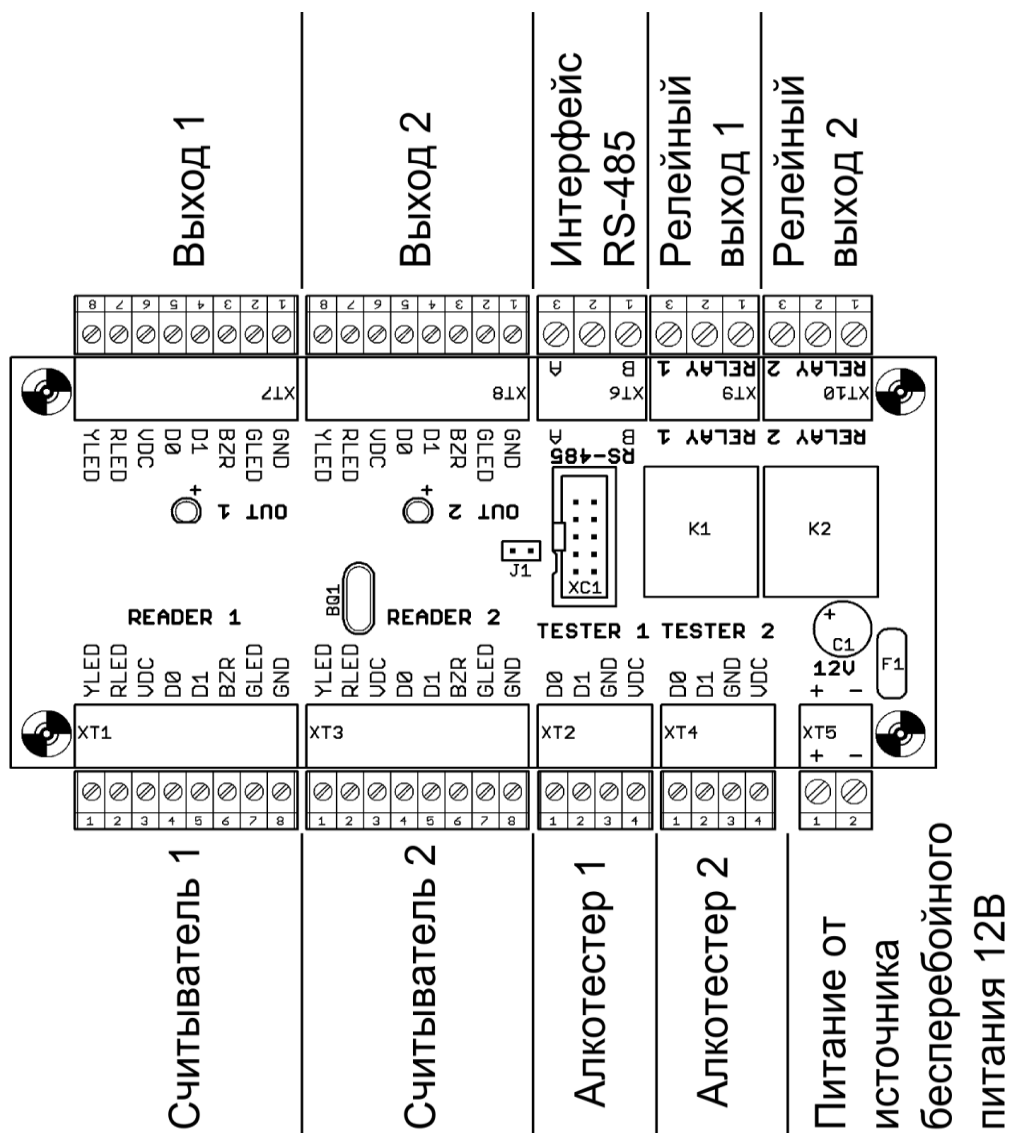 Выход 1
Выход 2
Интерфейс
RS-485
Релейный
выход 1
Релейный
выход 2
8 7 6 5 4 3 2 1
8 7 6 5 4 3 2 1
3 2 1
3 2 1
3 2 1
A B
RELAY 1
RELAY 2
XT7
XT8
XT6
XT9
XT10
YLED RLED VDC D0 D1 BZR GLED GND
YLED RLED VDC D0 D1 BZR GLED GND
A B
RELAY 1
RELAY 2
RS-485
+ OUT 1
+ OUT 2
J1
XC1
K1
K2
BQ1
READER 1
READER 2
TESTER 1
TESTER 2
+
C1
F1
12V
+ −
YLED RLED VDC D0 D1 BZR GLED GND
YLED RLED VDC D0 D1 BZR GLED GND
D0 D1 GND VDC
D0 D1 GND VDC
XT1
XT3
XT2
XT4
XT5
+ −
1 2 3 4 5 6 7 8
1 2 3 4 5 6 7 8
1 2 3 4
1 2 3 4
1 2
Считыватель 1
Считыватель 2
Алкотестер 1
Алкотестер 2
Питание от
источника
бесперебойного
питания 12В